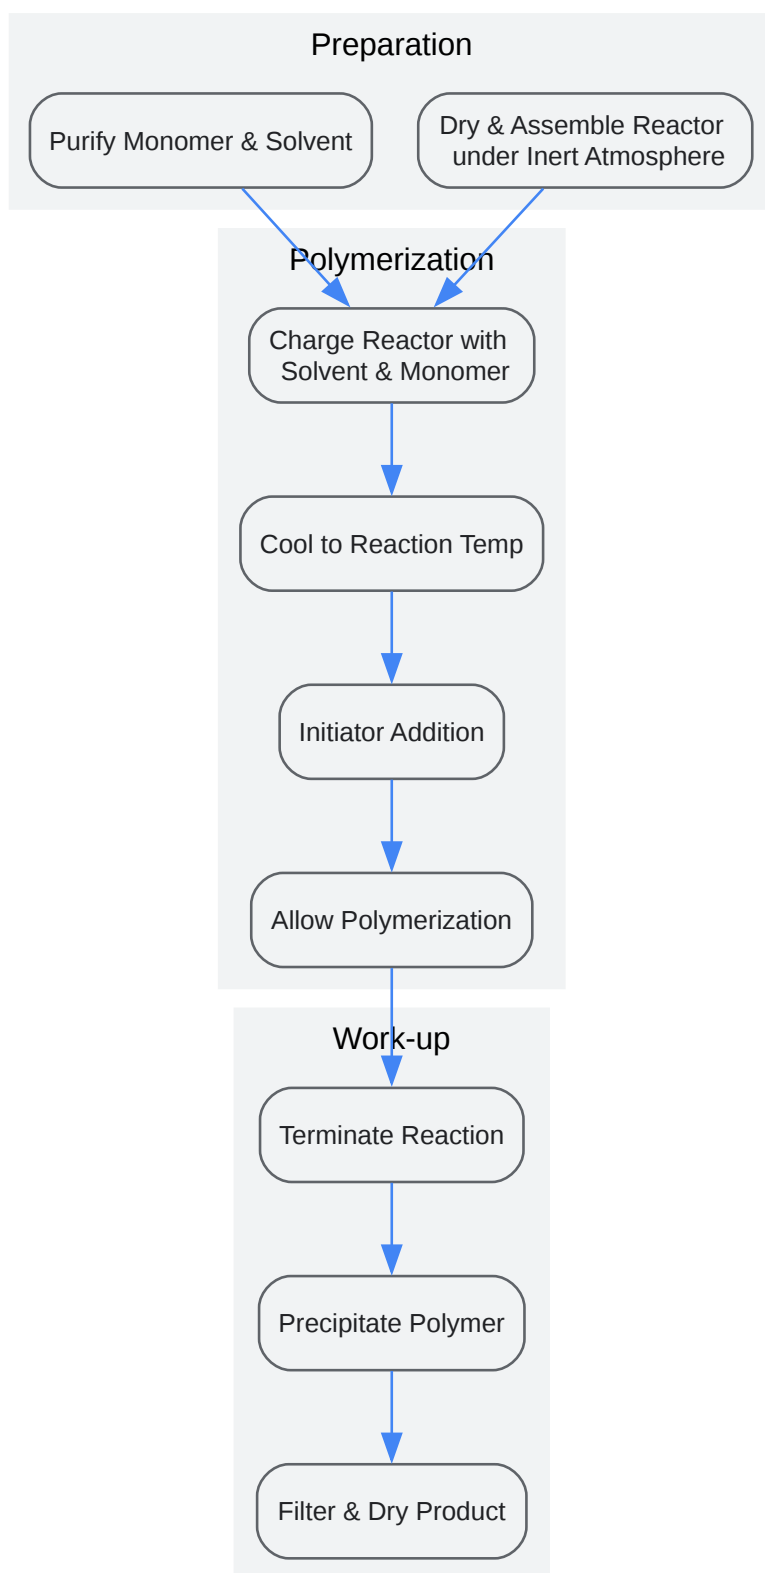 Preparation
Purify Monomer & Solvent
Dry & Assemble Reactor
under Inert Atmosphere
Polymerization
Charge Reactor with
Solvent & Monomer
Cool to Reaction Temp
Initiator Addition
Allow Polymerization
Work-up
Terminate Reaction
Precipitate Polymer
Filter & Dry Product